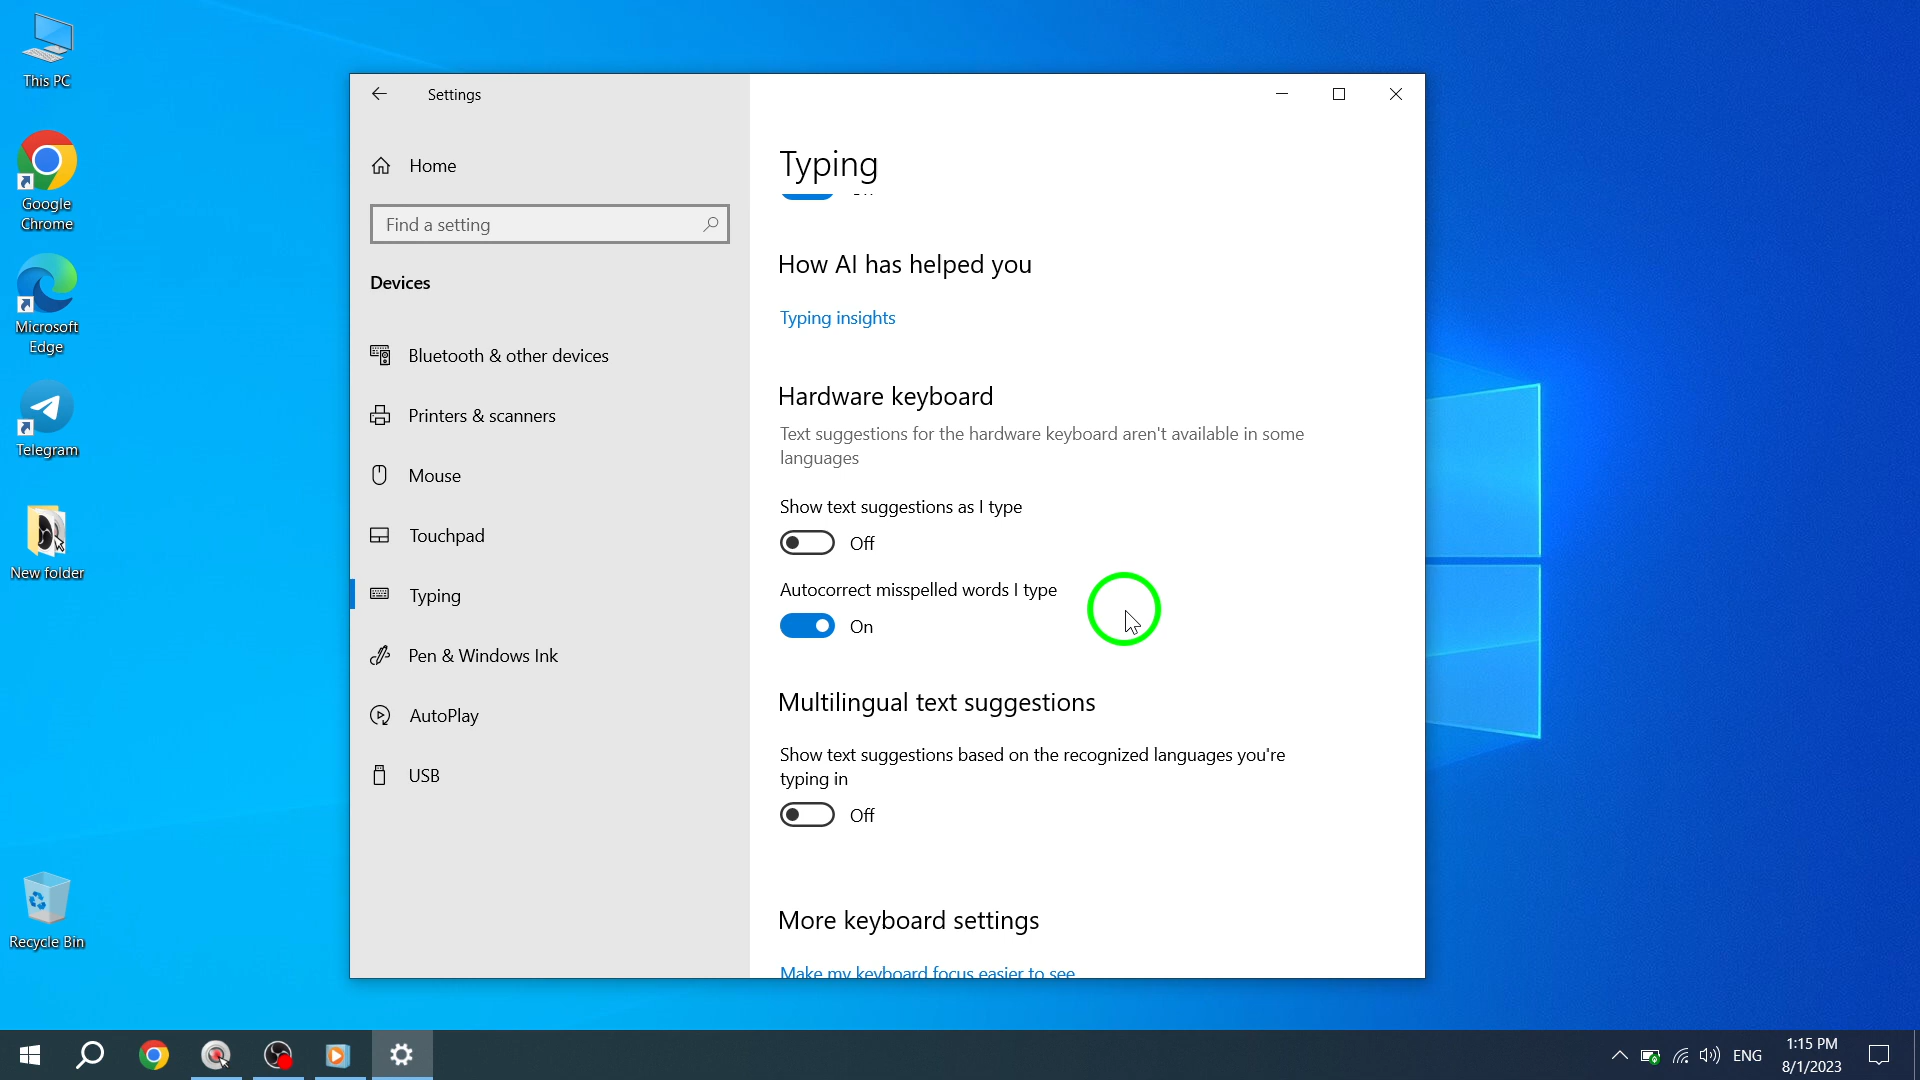 This PC
Google
Chrome
Microsoft
Edge
Telegram
New folder
Recycle Bin
Settings
Home
Find a setting
Devices
Bluetooth & other devices
Printers & scanners
Mouse
Touchpad
Typing
Pen & Windows Ink
AutoPlay
USB
Typing
How AI has helped you
Typing insights
Hardware keyboard
Text suggestions for the hardware keyboard aren't available in some
languages
Show text suggestions as I type
Off
Autocorrect misspelled words I type
On
Multilingual text suggestions
Show text suggestions based on the recognized languages you're
typing in
Off
More keyboard settings
Make my keyboard focus easier to see
ENG
1:15 PM
8/1/2023